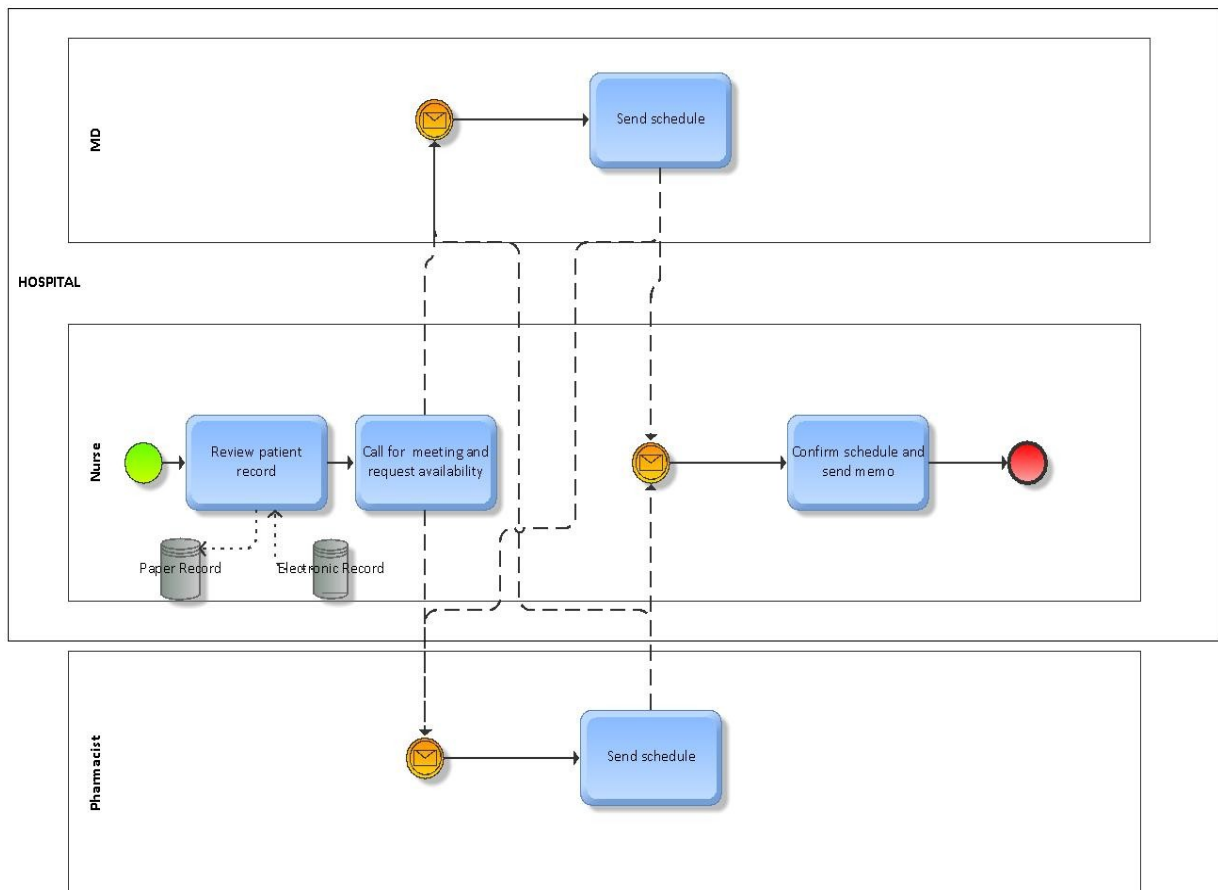 MD
Send schedule
HOSPITAL
Nurse
Review patient
record
Call for meeting and
request availability
Confirm schedule and
send memo
Paper Record
Electronic Record
Pharmacist
Send schedule